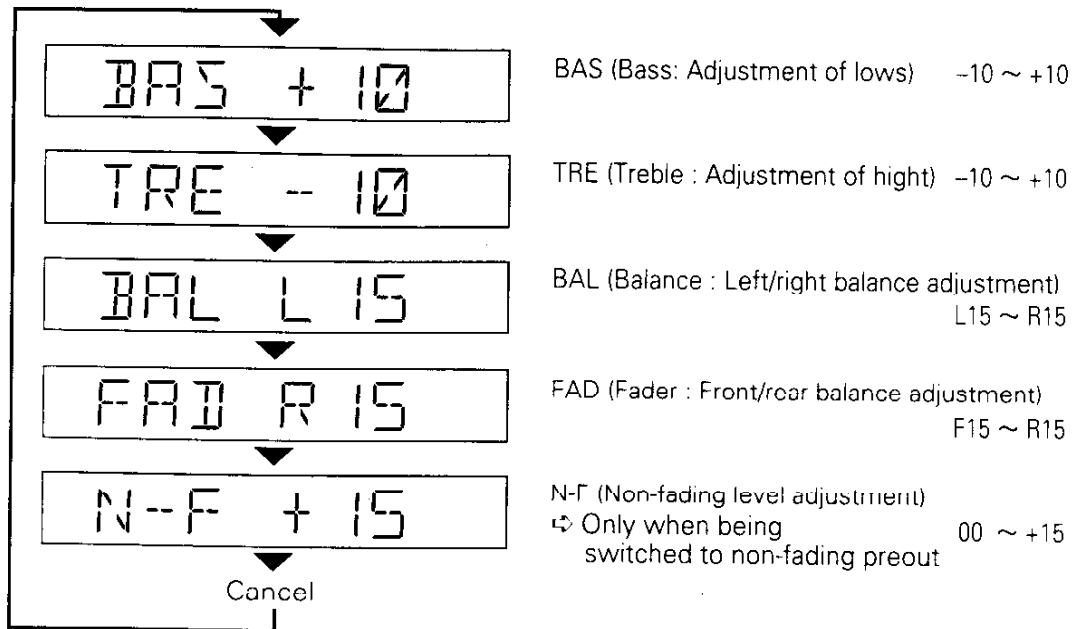 BAS + 10
BAS (Bass: Adjustment of lows) -10 ~ +10
TRE - 10
TRE (Treble : Adjustment of hight) -10 ~ +10
BAL L 15
BAL (Balance : Left/right balance adjustment)
L15 ~ R15
FAD R 15
FAD (Fader : Front/rear balance adjustment)
F15 ~ R15
N-F + 15
N-F (Non-fading level adjustment)
➪ Only when being
switched to non-fading preout 00 ~ +15
Cancel